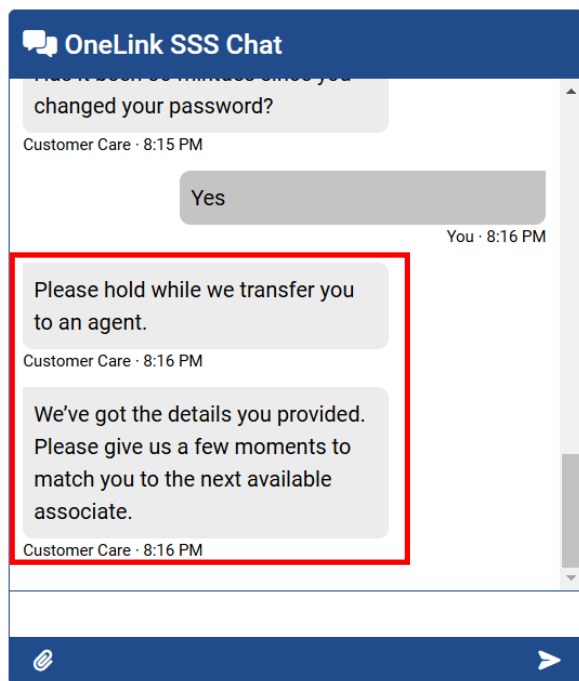 OneLink SSS Chat
changed your password?
Customer Care · 8:15 PM
Yes
You · 8:16 PM
Please hold while we transfer you
to an agent.
Customer Care · 8:16 PM
We’ve got the details you provided.
Please give us a few moments to
match you to the next available
associate.
Customer Care · 8:16 PM